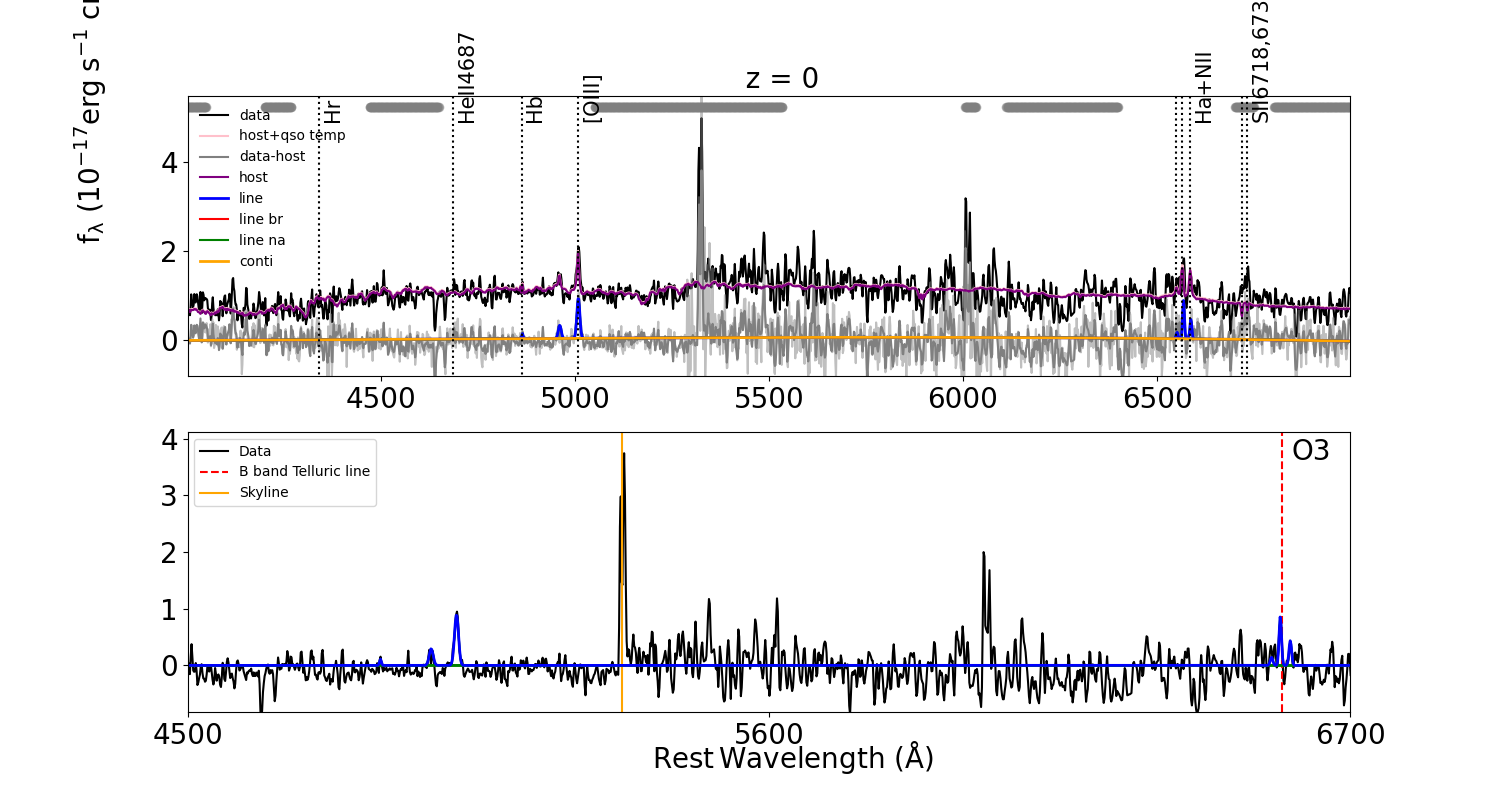 f_λ (10^−17 erg s^−1 c
z = 0
Hr
HeII4687
Hb
[OIII]
Ha+NII
SII6718,673
data
host+qso temp
data-host
host
line
line br
line na
conti
4
2
0
4500
5000
5500
6000
6500
Data
B band Telluric line
Skyline
O3
4
3
2
1
0
4500
5600
6700
Rest Wavelength (Å)